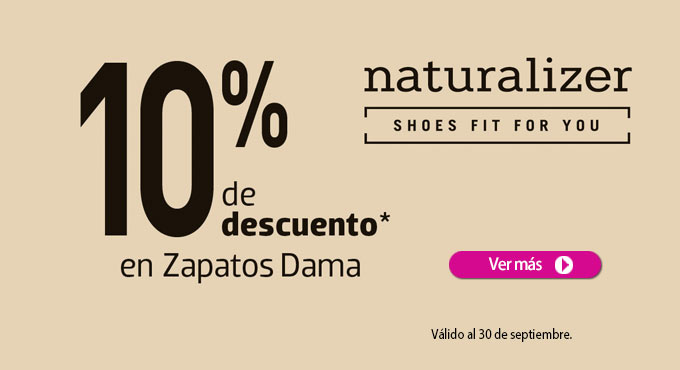 10%
de
descuento*
en Zapatos Dama
naturalizer
SHOES FIT FOR YOU
Ver más
Válido al 30 de septiembre.